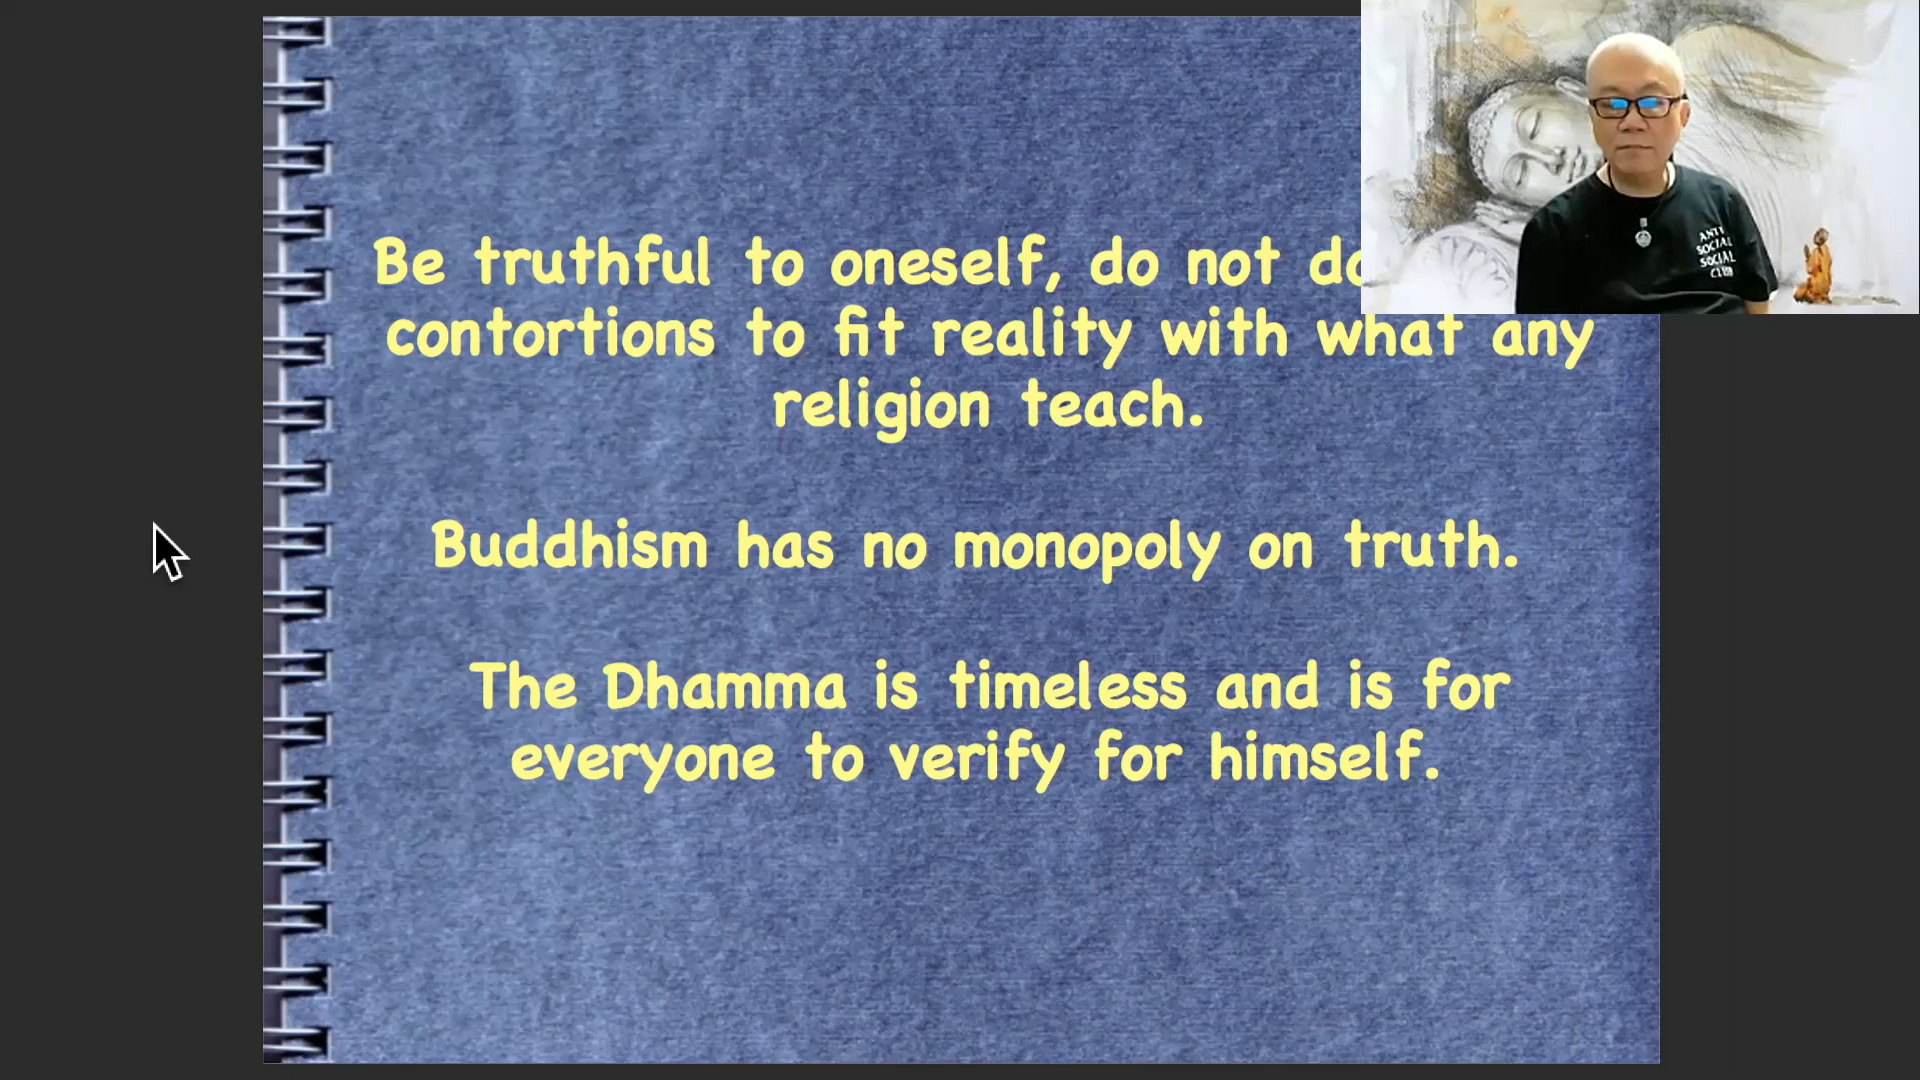 Be truthful to oneself, do not
contortions to fit reality with what any
religion teach.
Buddhism has no monopoly on truth.
The Dhamma is timeless and is for
everyone to verify for himself.
ANTI
SOCIAL
SOCIAL
CLUB